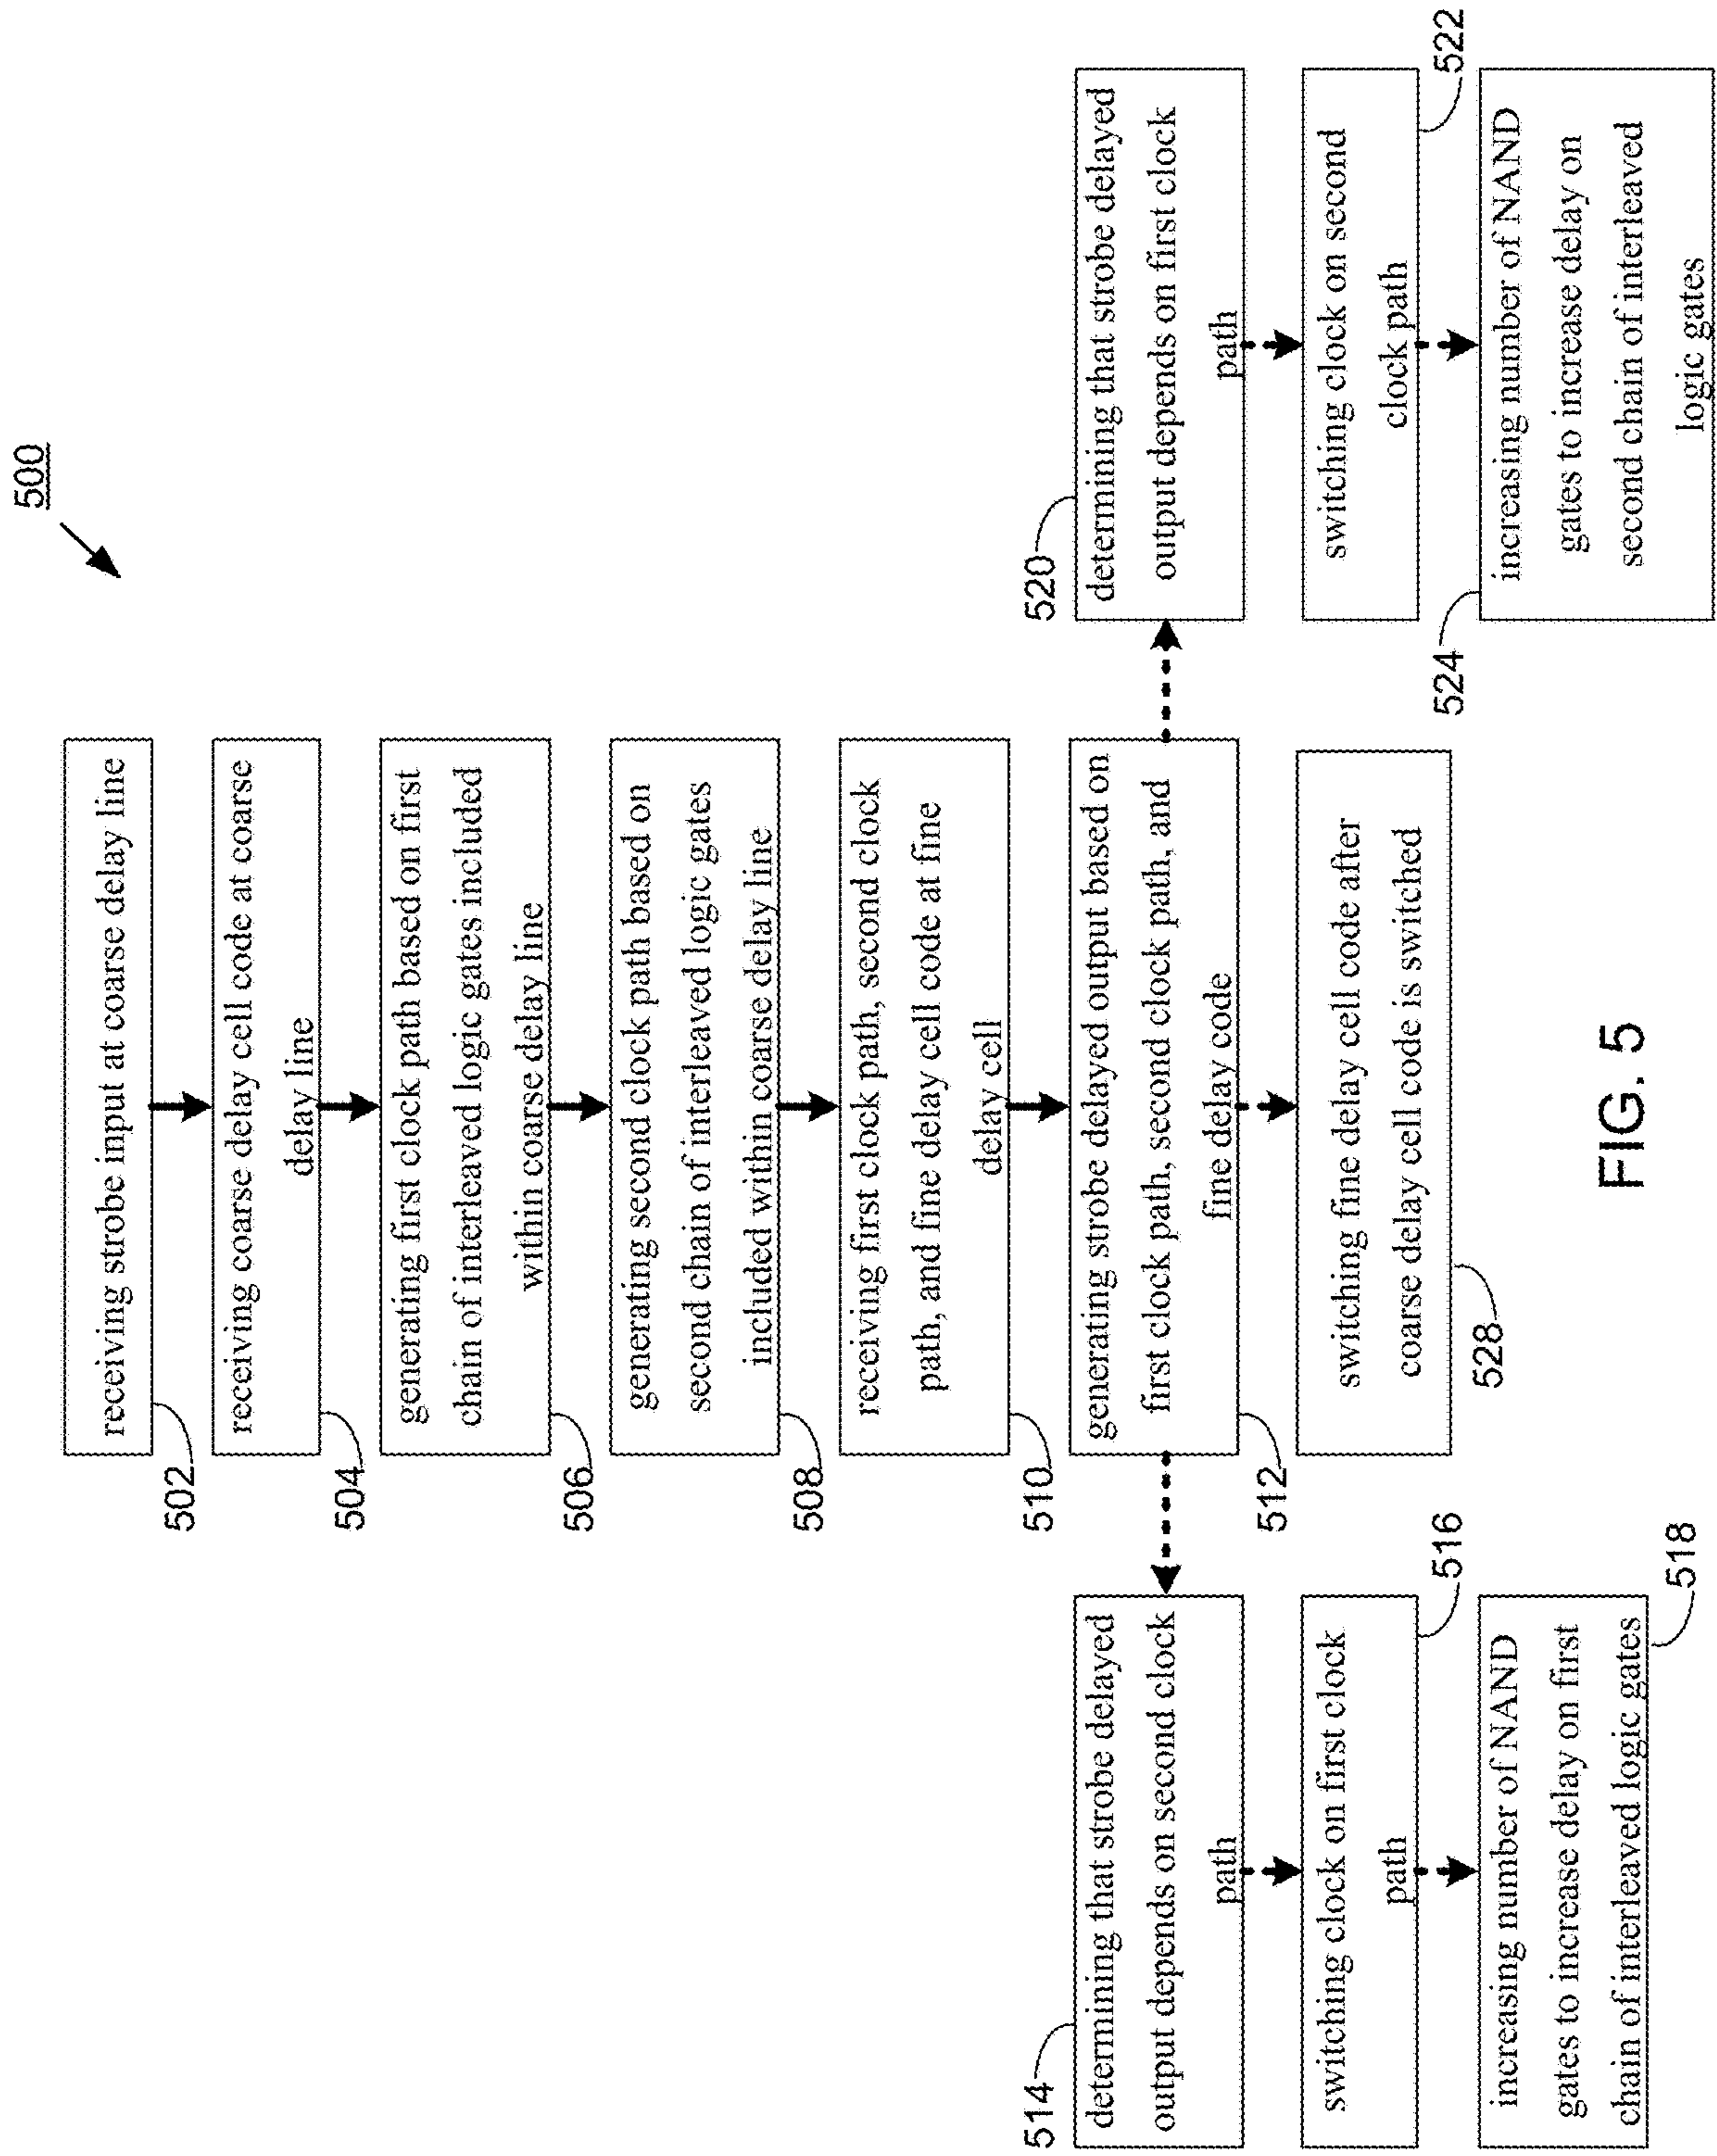 500
receiving strobe input at coarse delay line
502
receiving coarse delay cell code at coarse
delay line
504
generating first clock path based on first
chain of interleaved logic gates included
within coarse delay line
506
generating second clock path based on
second chain of interleaved logic gates
included within coarse delay line
508
receiving first clock path, second clock
path, and fine delay cell code at fine
delay cell
510
generating strobe delayed output based on
first clock path, second clock path, and
fine delay code
512
514
determining that strobe delayed
output depends on second clock
path
switching clock on first clock
path
516
increasing number of NAND
gates to increase delay on first
chain of interleaved logic gates
518
520
determining that strobe delayed
output depends on first clock
path
switching clock on second
clock path
522
524
increasing number of NAND
gates to increase delay on
second chain of interleaved
logic gates
switching fine delay cell code after
coarse delay cell code is switched
528
FIG. 5